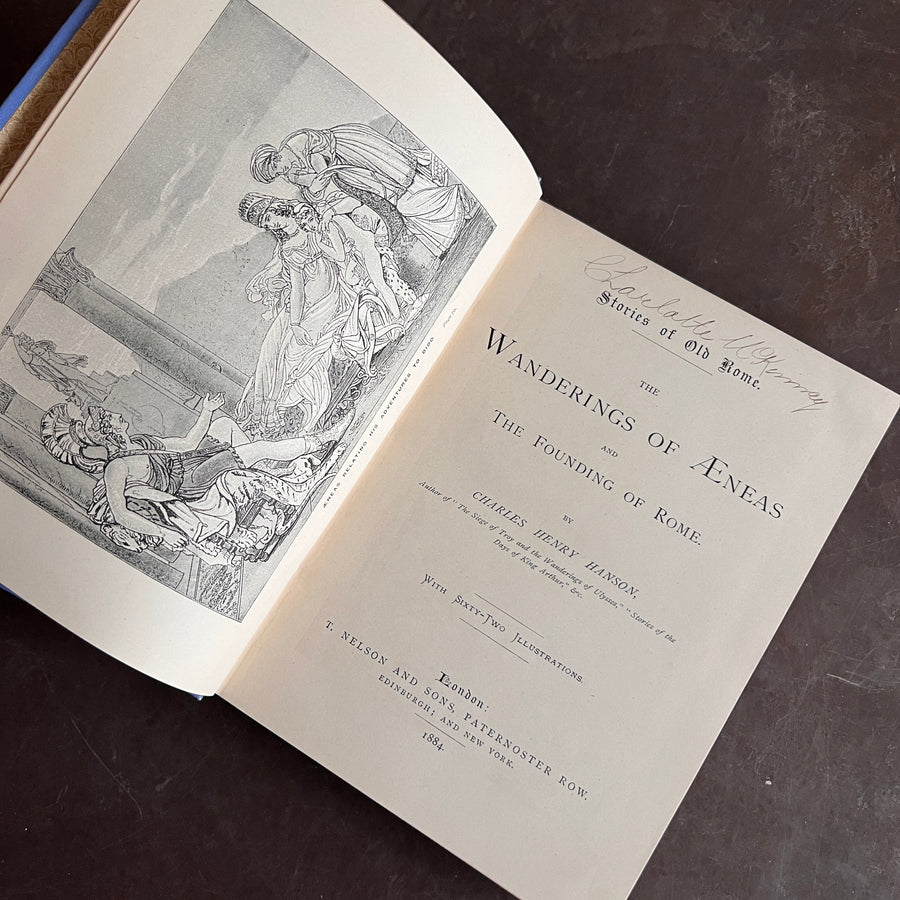 ÆNEAS RELATING HIS ADVENTURES TO DIDO.
Charlotte McKinney
Stories of Old Rome.
THE
WANDERINGS OF ÆNEAS
AND
THE FOUNDING OF ROME.
BY
CHARLES HENRY HANSON,
Author of "The Siege of Troy and the Wanderings of Ulysses," "Stories of the
Days of King Arthur," &c.
WITH SIXTY-TWO ILLUSTRATIONS.
London:
T. NELSON AND SONS, PATERNOSTER ROW.
EDINBURGH; AND NEW YORK.
1884.